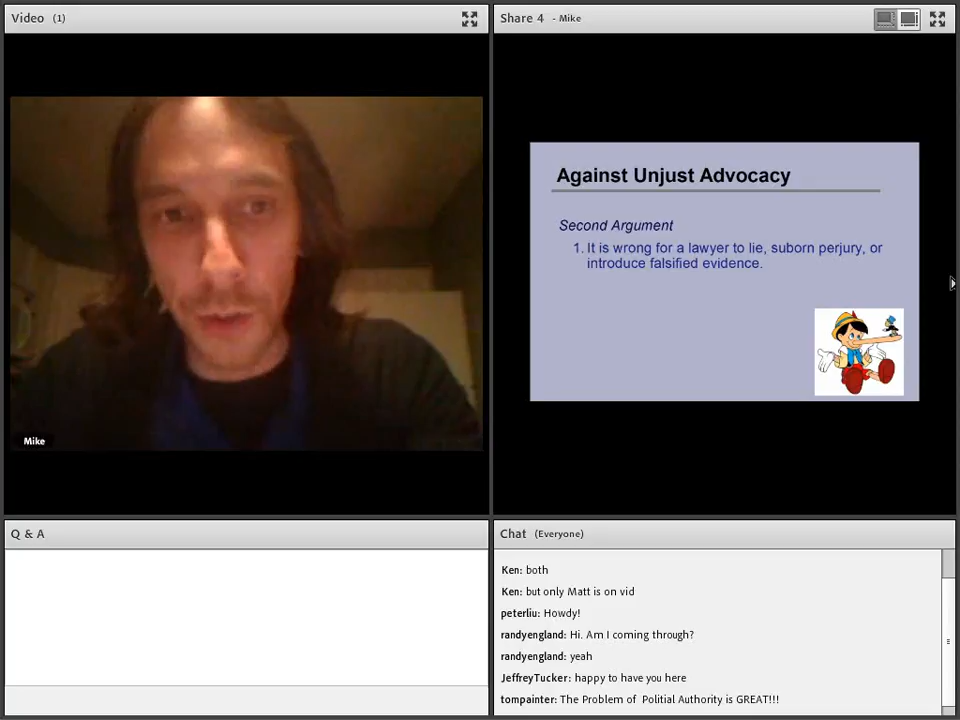 Video (1)
Mike
Share 4 - Mike
Against Unjust Advocacy
Second Argument
1. It is wrong for a lawyer to lie, suborn perjury, or
introduce falsified evidence.
Q & A
Chat (Everyone)
Ken: both
Ken: but only Matt is on vid
peterliu: Howdy!
randyengland: Hi. Am I coming through?
randyengland: yeah
JeffreyTucker: happy to have you here
tompainter: The Problem of Politial Authority is GREAT!!!